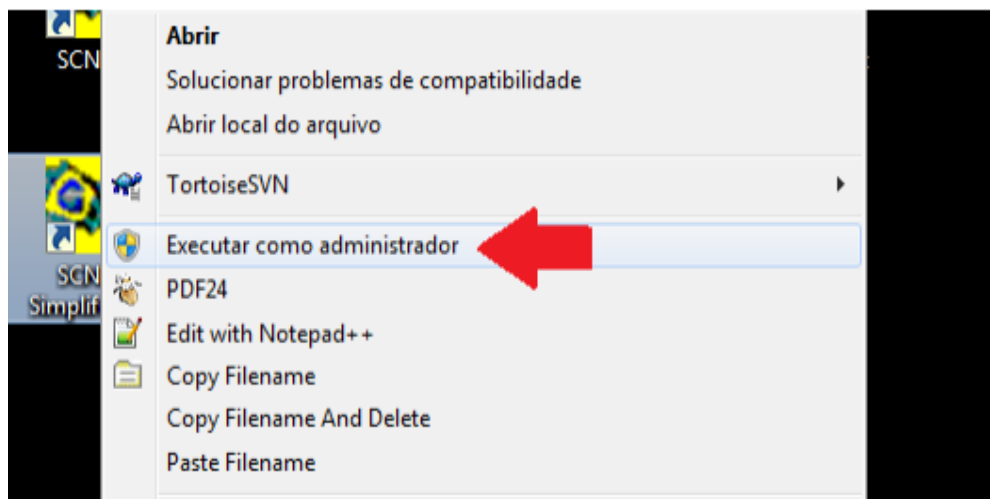 SCN
Abrir
Solucionar problemas de compatibilidade
Abrir local do arquivo
TortoiseSVN
Executar como administrador
SCN
Simplif
PDF24
Edit with Notepad++
Copy Filename
Copy Filename And Delete
Paste Filename